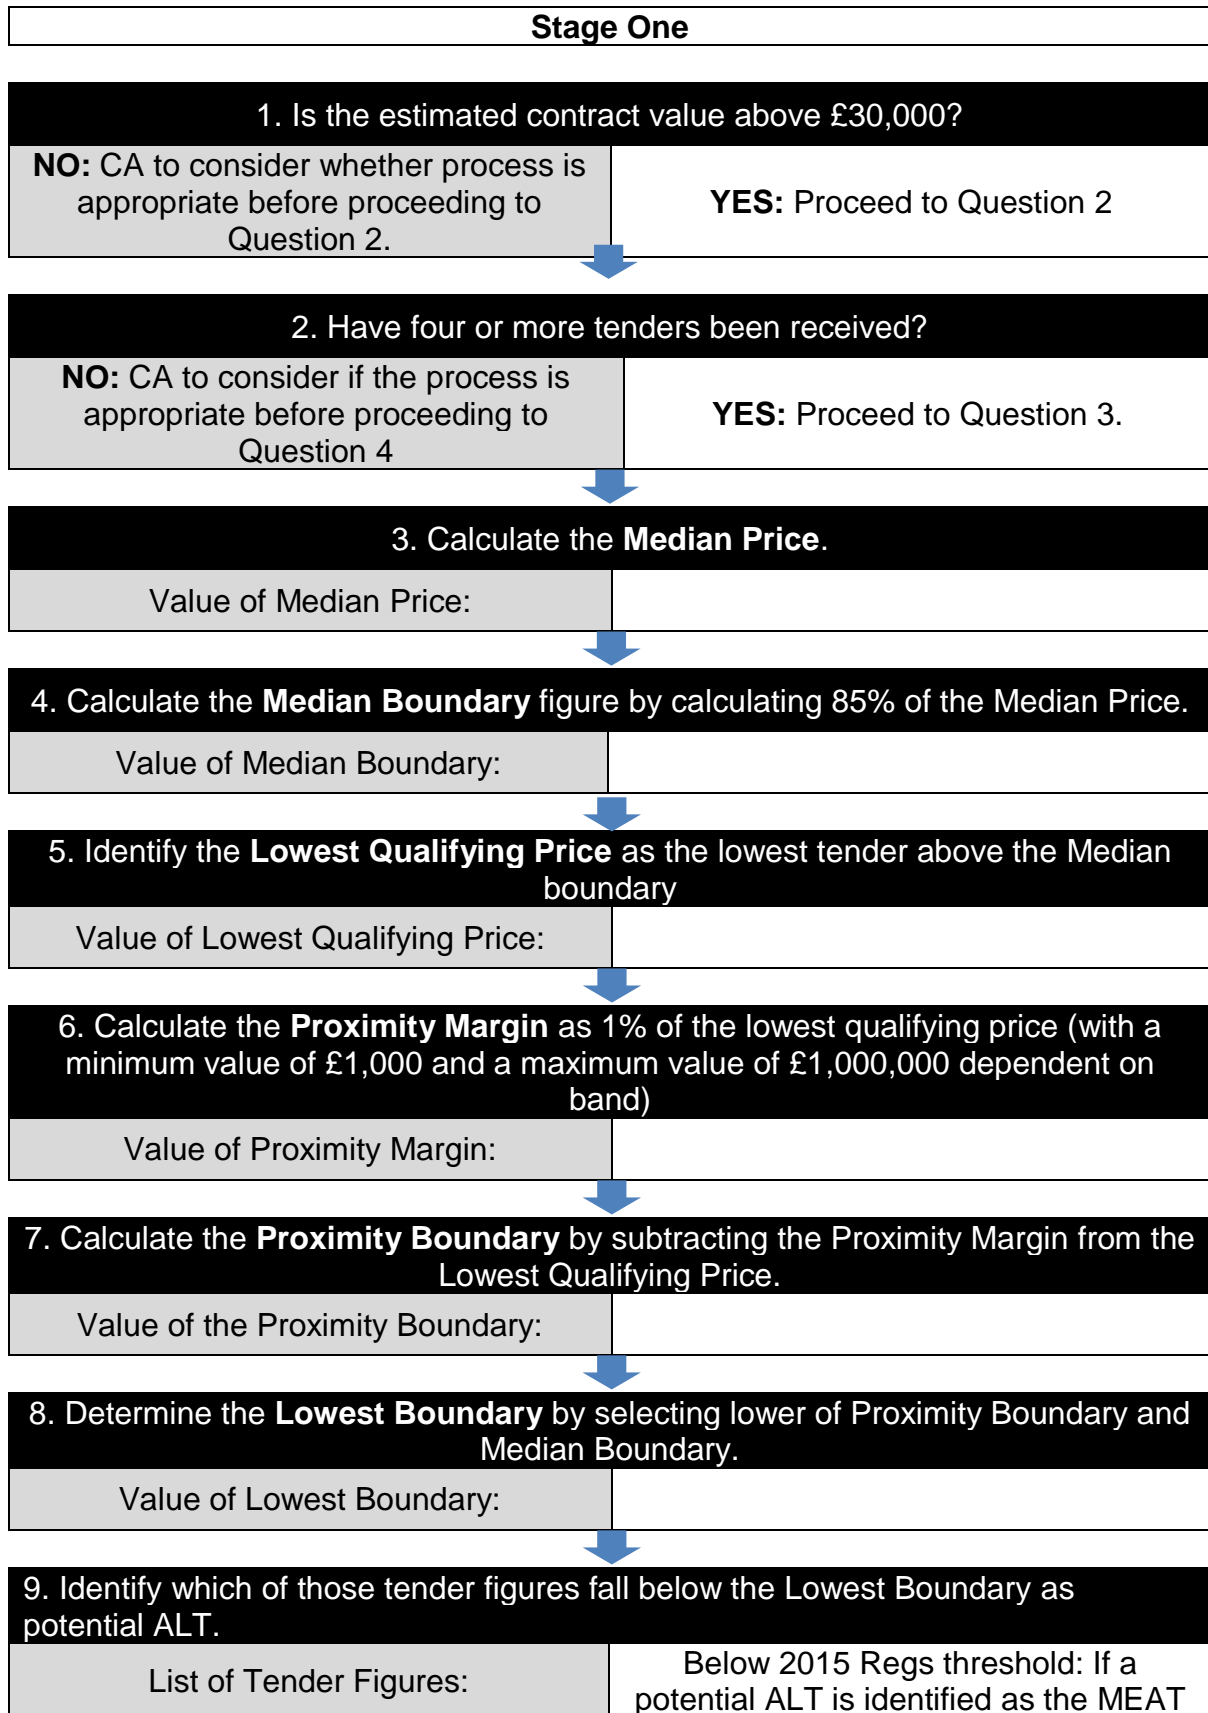 Stage One
1. Is the estimated contract value above £30,000?
NO: CA to consider whether process is
appropriate before proceeding to
Question 2.
YES: Proceed to Question 2
2. Have four or more tenders been received?
NO: CA to consider if the process is
appropriate before proceeding to
Question 4
YES: Proceed to Question 3.
3. Calculate the Median Price.
Value of Median Price:
4. Calculate the Median Boundary figure by calculating 85% of the Median Price.
Value of Median Boundary:
5. Identify the Lowest Qualifying Price as the lowest tender above the Median
boundary
Value of Lowest Qualifying Price:
6. Calculate the Proximity Margin as 1% of the lowest qualifying price (with a
minimum value of £1,000 and a maximum value of £1,000,000 dependent on
band)
Value of Proximity Margin:
7. Calculate the Proximity Boundary by subtracting the Proximity Margin from the
Lowest Qualifying Price.
Value of the Proximity Boundary:
8. Determine the Lowest Boundary by selecting lower of Proximity Boundary and
Median Boundary.
Value of Lowest Boundary:
9. Identify which of those tender figures fall below the Lowest Boundary as
potential ALT.
List of Tender Figures:
Below 2015 Regs threshold: If a
potential ALT is identified as the MEAT